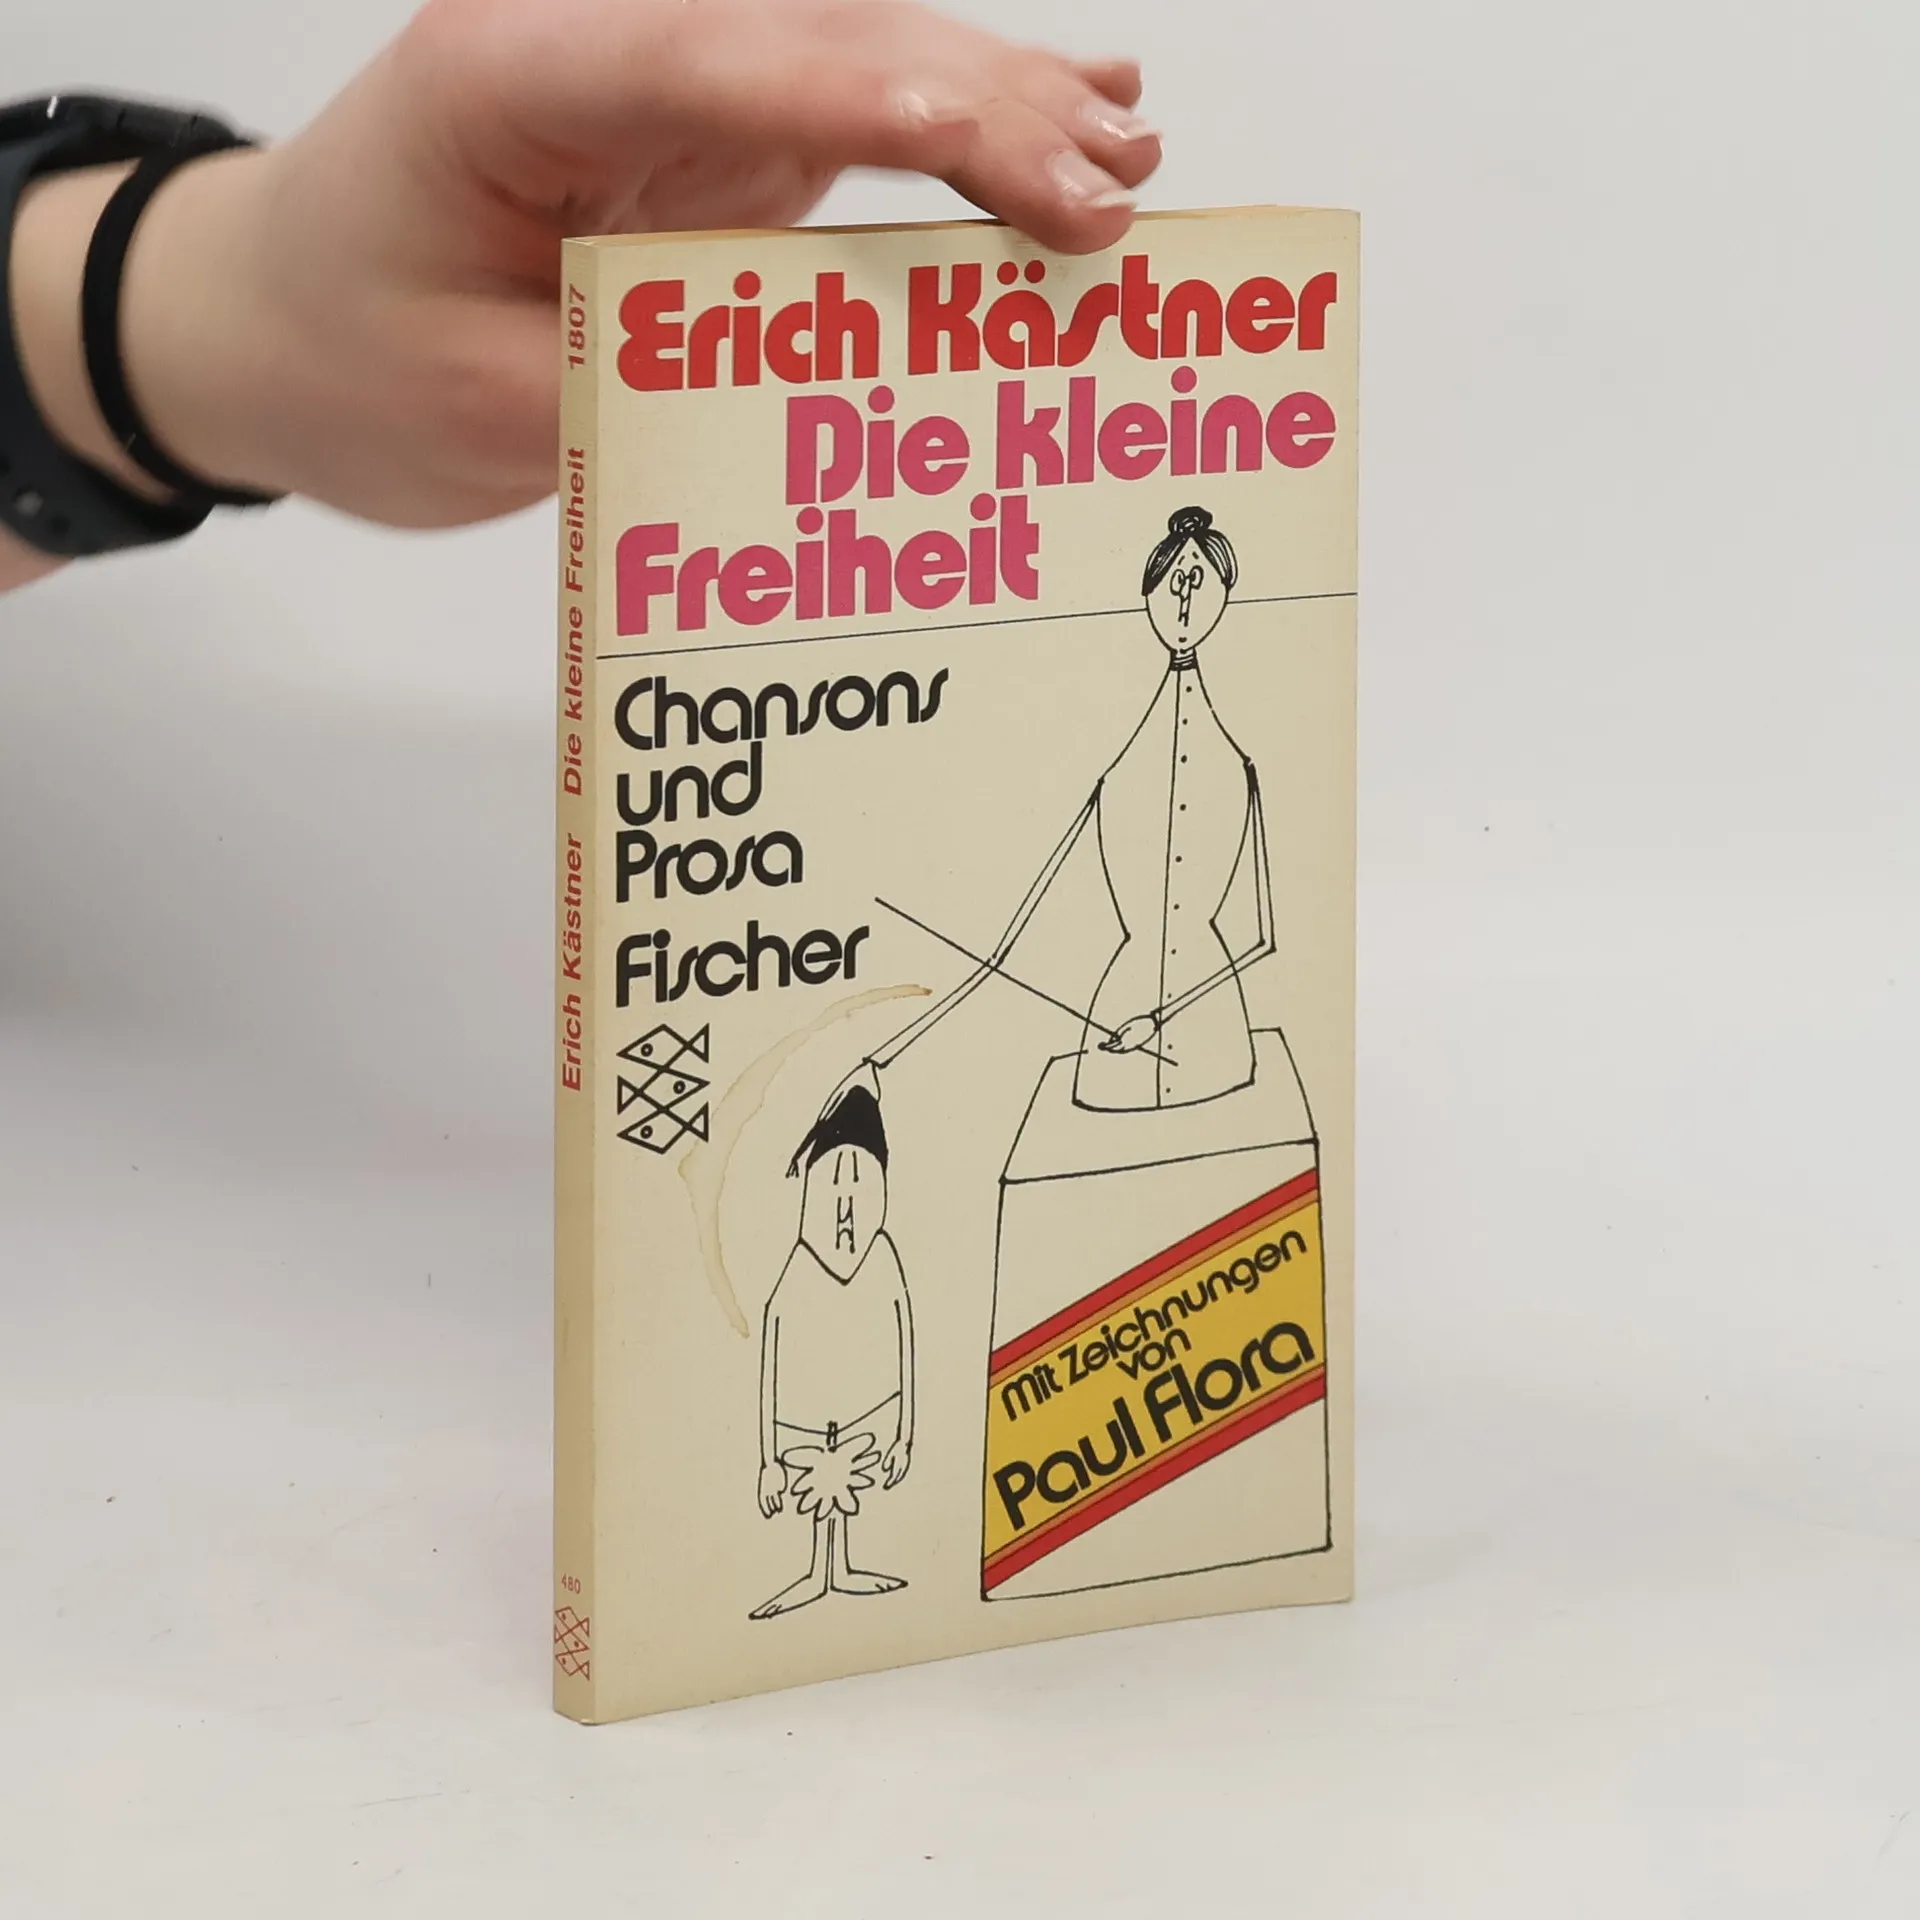 Erich Kästner
Die kleine
Freiheit
Chansons
und
Prosa
Fischer
mit Zeichnungen
von
Paul Flora
Erich Kästner Die kleine Freiheit 1807
480